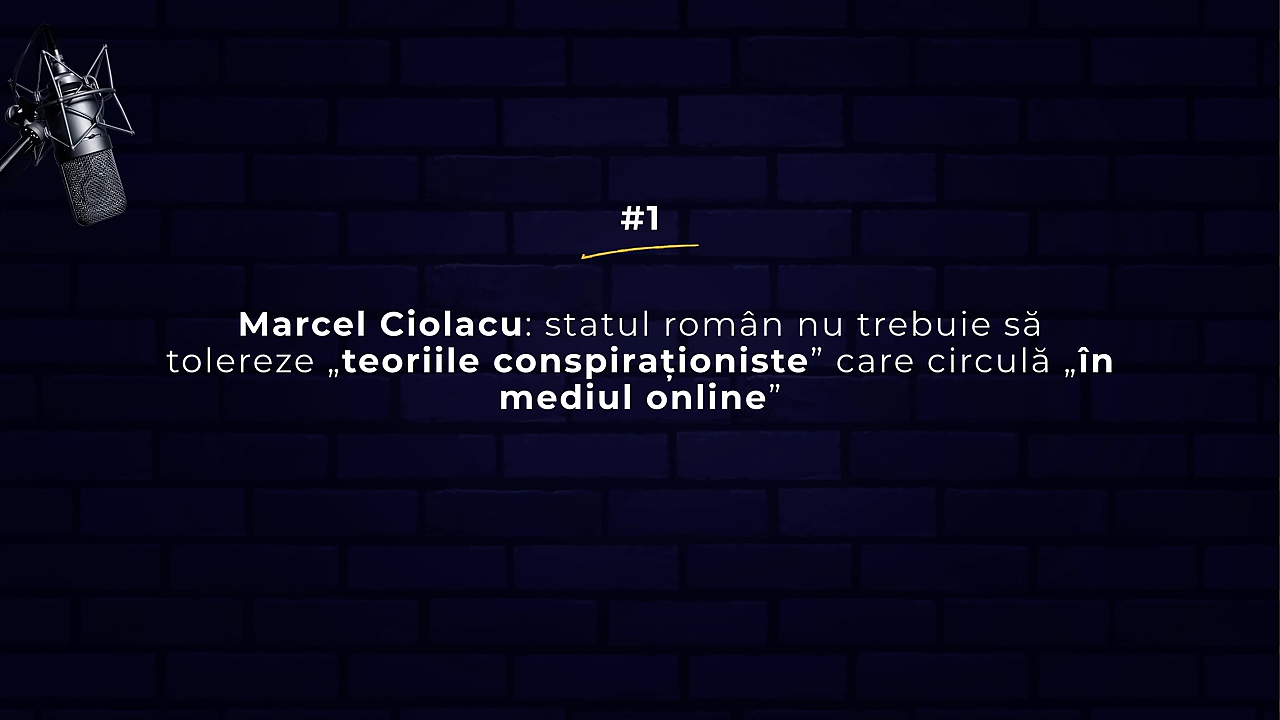 #1
Marcel Ciolacu: statul român nu trebuie să
tolereze „teoriile conspiraționiste” care circulă „în
mediul online”